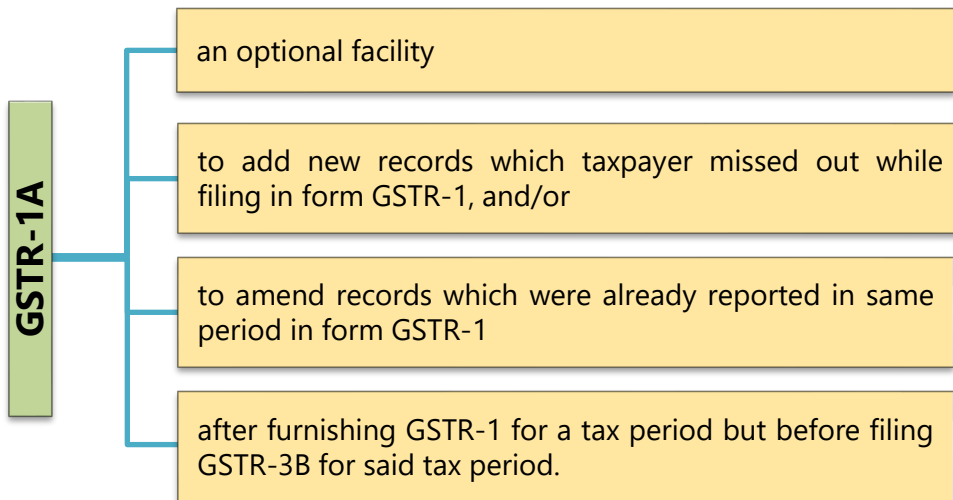 GSTR-1A
an optional facility
to add new records which taxpayer missed out while
filing in form GSTR-1, and/or
to amend records which were already reported in same
period in form GSTR-1
after furnishing GSTR-1 for a tax period but before filing
GSTR-3B for said tax period.